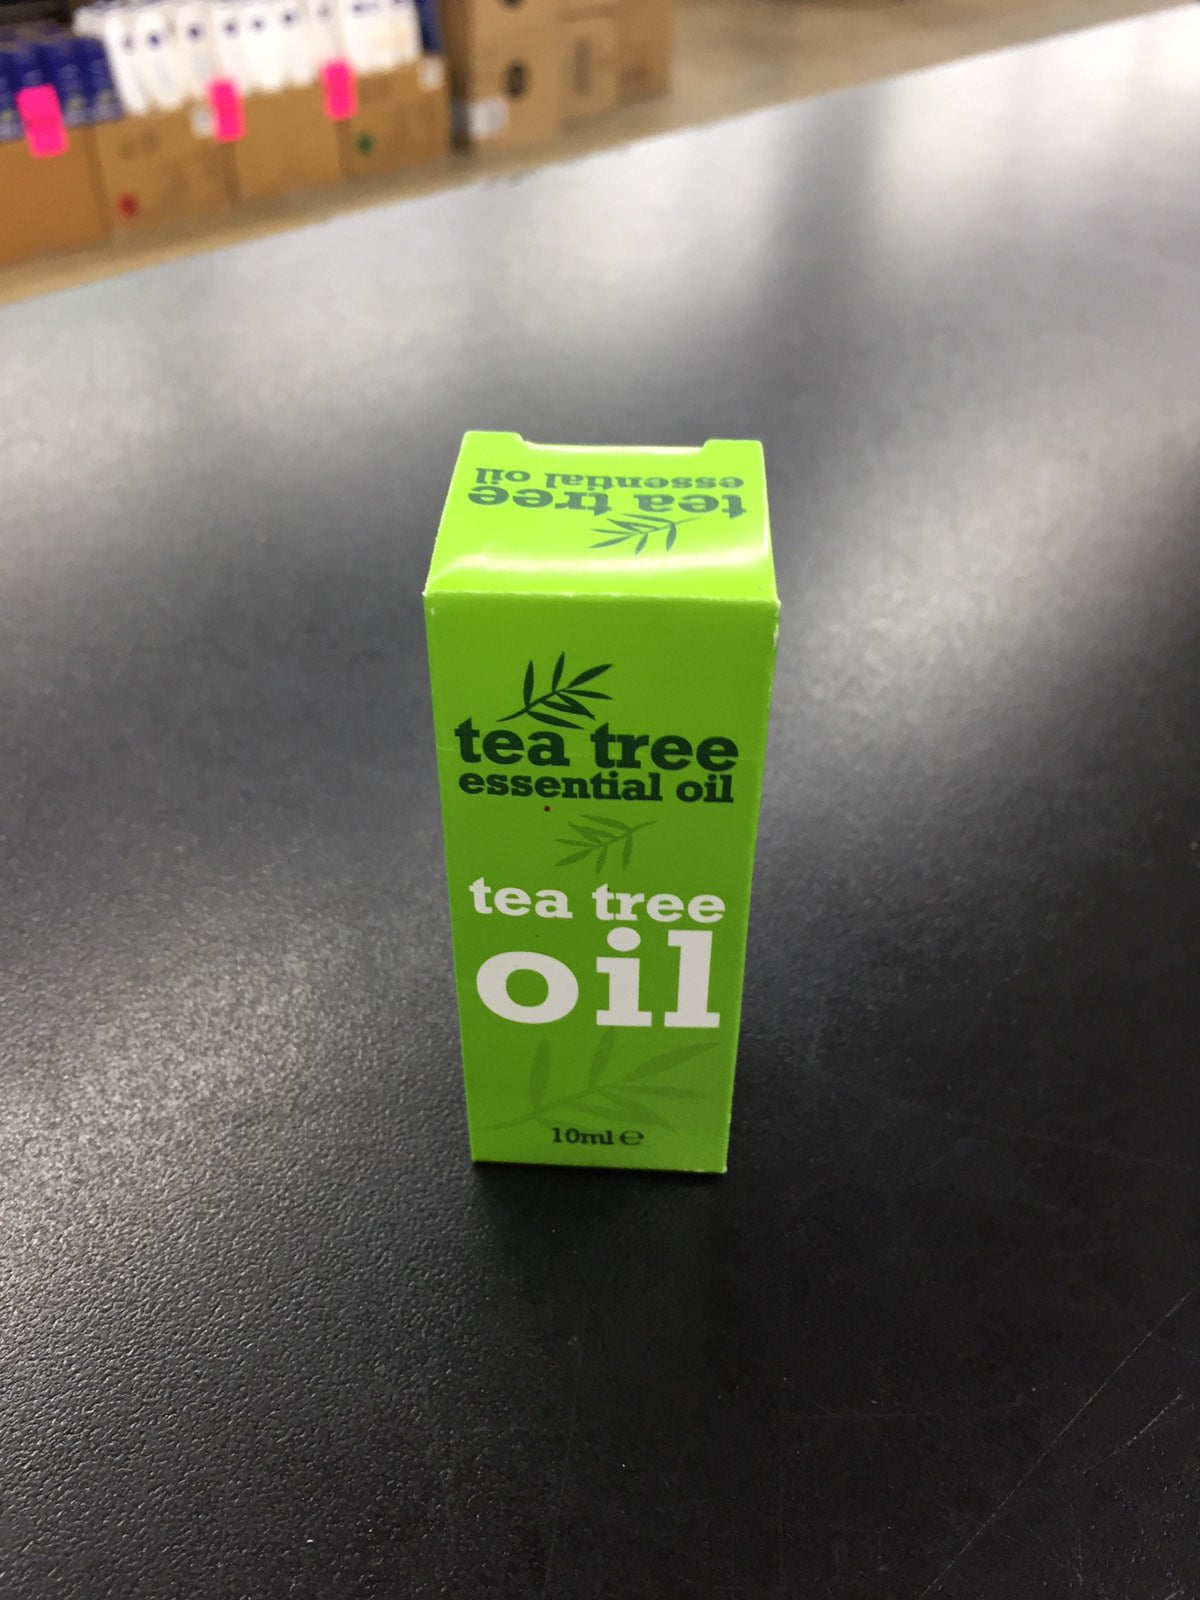 tea tree
essential oil
tea tree
essential oil
tea tree
oil
10ml ℮